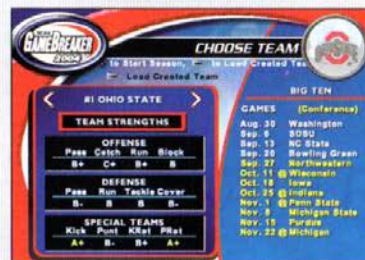 GAMEBREAKER
2004
CHOOSE TEAM
to Start Season, to Load Created Tea
Load Created Team
#1 OHIO STATE
TEAM STRENGTHS
OFFENSE
Pass Catch Run Block
B+ C+ B+ B
DEFENSE
Pass Run Tackle Cover
B- B B B-
SPECIAL TEAMS
Kick Punt KRat PRat
A+ B- B+ A+
BIG TEN
GAMES (Conference)
Aug. 30 Washington
Sep. 6 SDSU
Sep. 13 NC State
Sep. 20 Bowling Green
Sep. 27 Northwestern
Oct. 11 @ Wisconsin
Oct. 18 Iowa
Oct. 25 @ Indiana
Nov. 1 @ Penn State
Nov. 8 Michigan State
Nov. 15 Purdue
Nov. 22 @ Michigan